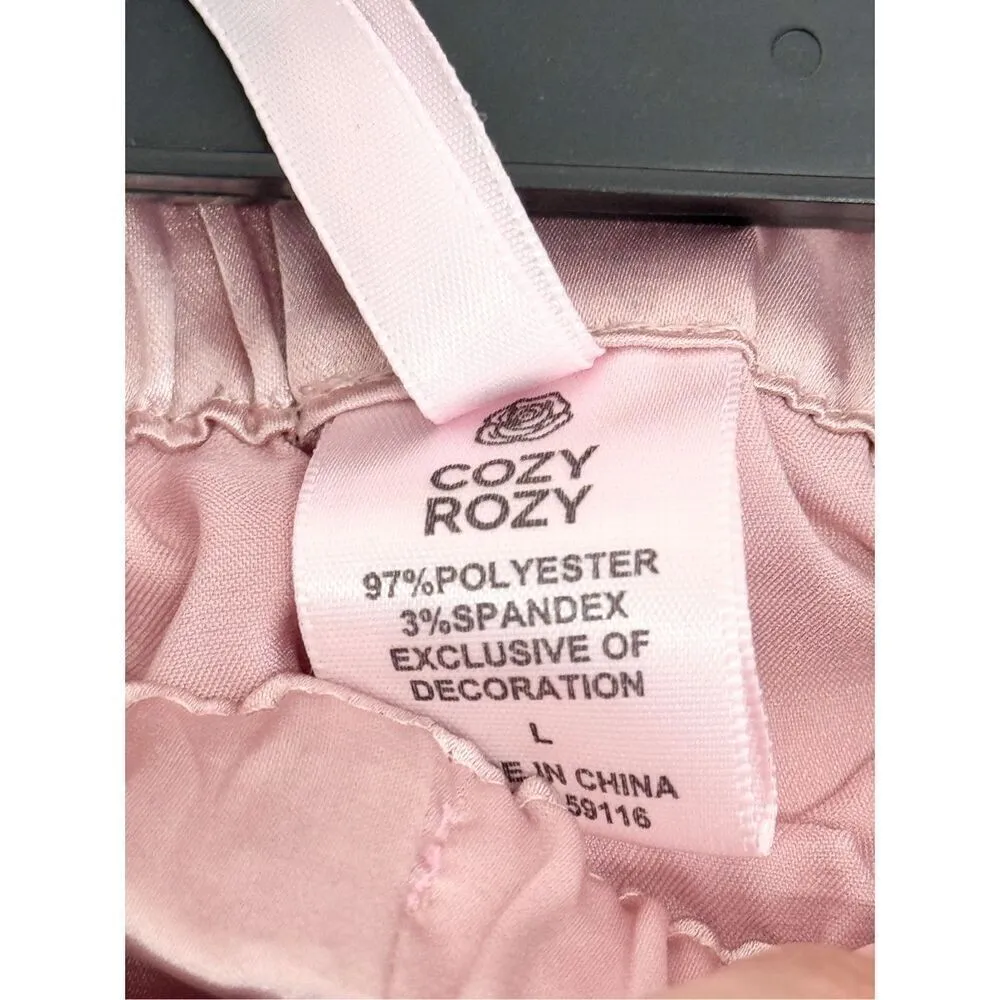 COZY
ROZY
97%POLYESTER
3%SPANDEX
EXCLUSIVE OF
DECORATION
L
E IN CHINA
59116